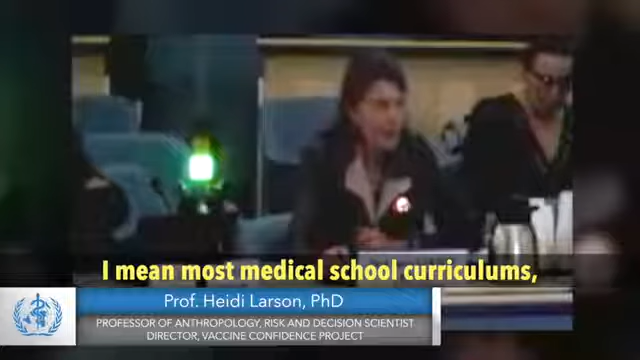 I mean most medical school curriculums,
Prof. Heidi Larson, PhD
PROFESSOR OF ANTHROPOLOGY, RISK AND DECISION SCIENTIST
DIRECTOR, VACCINE CONFIDENCE PROJECT